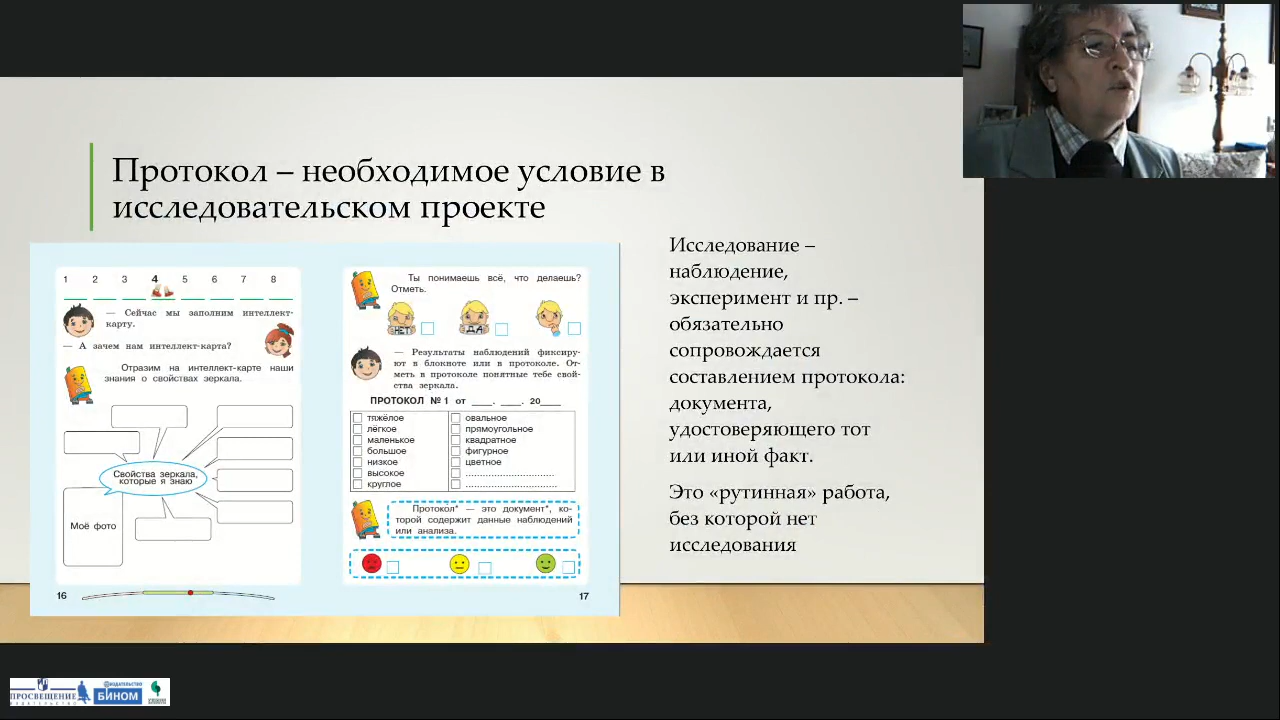 Протокол – необходимое условие в
исследовательском проекте
1 2 3 4 5 6 7 8
— Сейчас мы заполним интеллект-
карту.
— А зачем нам интеллект-карта?
Отразим на интеллект-карте наши
знания о свойствах зеркала.
Свойства зеркала,
которые я знаю
Моё фото
16
Ты понимаешь всё, что делаешь?
Отметь.
НЕТ
ДА
— Результаты наблюдений фиксиру-
ют в блокноте или в протоколе. От-
меть в протоколе понятные тебе свой-
ства зеркала.
ПРОТОКОЛ № 1 от ____. ____. 20____
тяжёлое
лёгкое
маленькое
большое
низкое
высокое
круглое
овальное
прямоугольное
квадратное
фигурное
цветное
Протокол* — это документ*, ко-
торой содержит данные наблюдений
или анализа.
17
Исследование –
наблюдение,
эксперимент и пр. –
обязательно
сопровождается
составлением протокола:
документа,
удостоверяющего тот
или иной факт.
Это «рутинная» работа,
без которой нет
исследования
ПРОСВЕЩЕНИЕ
ИЗДАТЕЛЬСТВО
ИЗДАТЕЛЬСТВО
БИНОМ